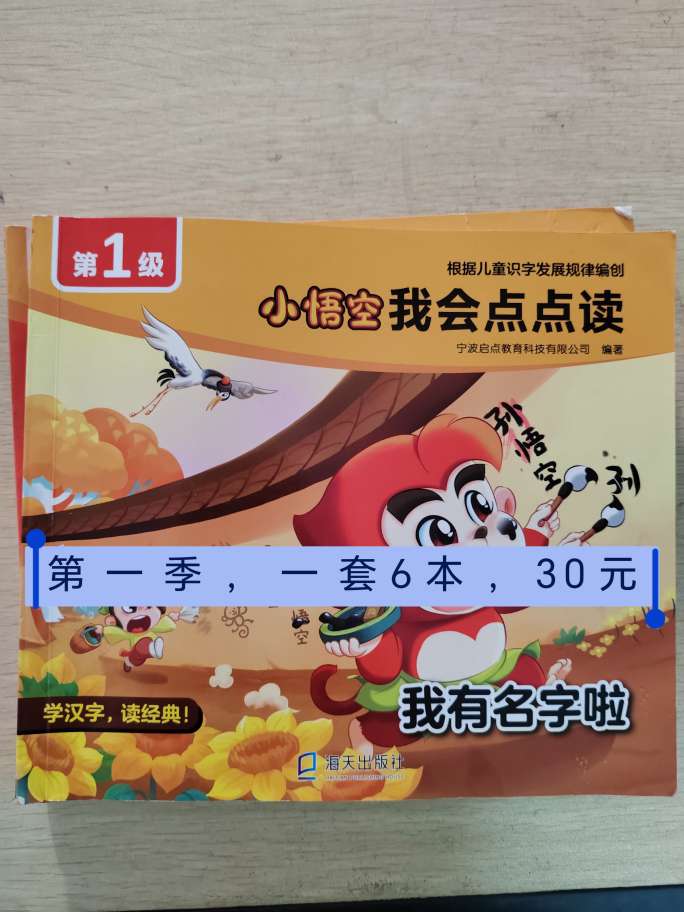 第1级
根据儿童识字发展规律编创
小悟空我会点点读
宁波启点教育科技有限公司 编著
孙悟空
孙
第一季，一套6本，30元
悟空
学汉字，读经典！
我有名字啦
海天出版社